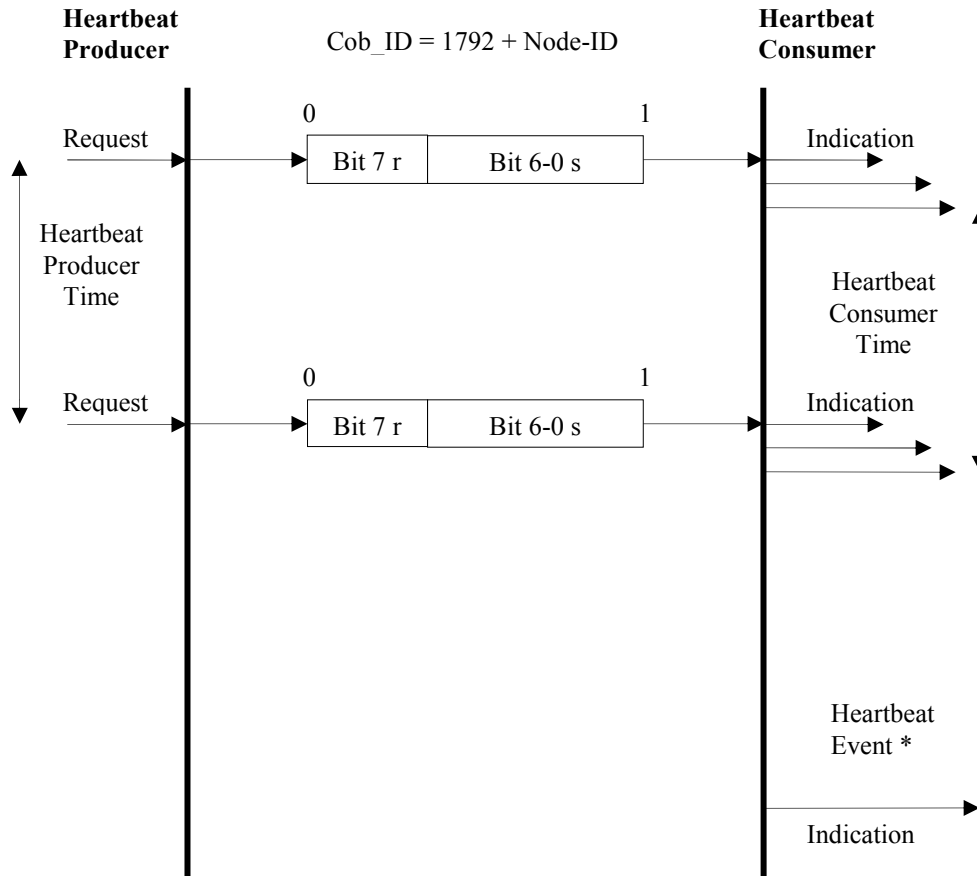 Heartbeat
Producer
Cob_ID = 1792 + Node-ID
Heartbeat
Consumer
0
1
Request
Bit 7 r
Bit 6-0 s
Indication
Heartbeat
Producer
Time
Heartbeat
Consumer
Time
0
1
Request
Bit 7 r
Bit 6-0 s
Indication
Heartbeat
Event *
Indication